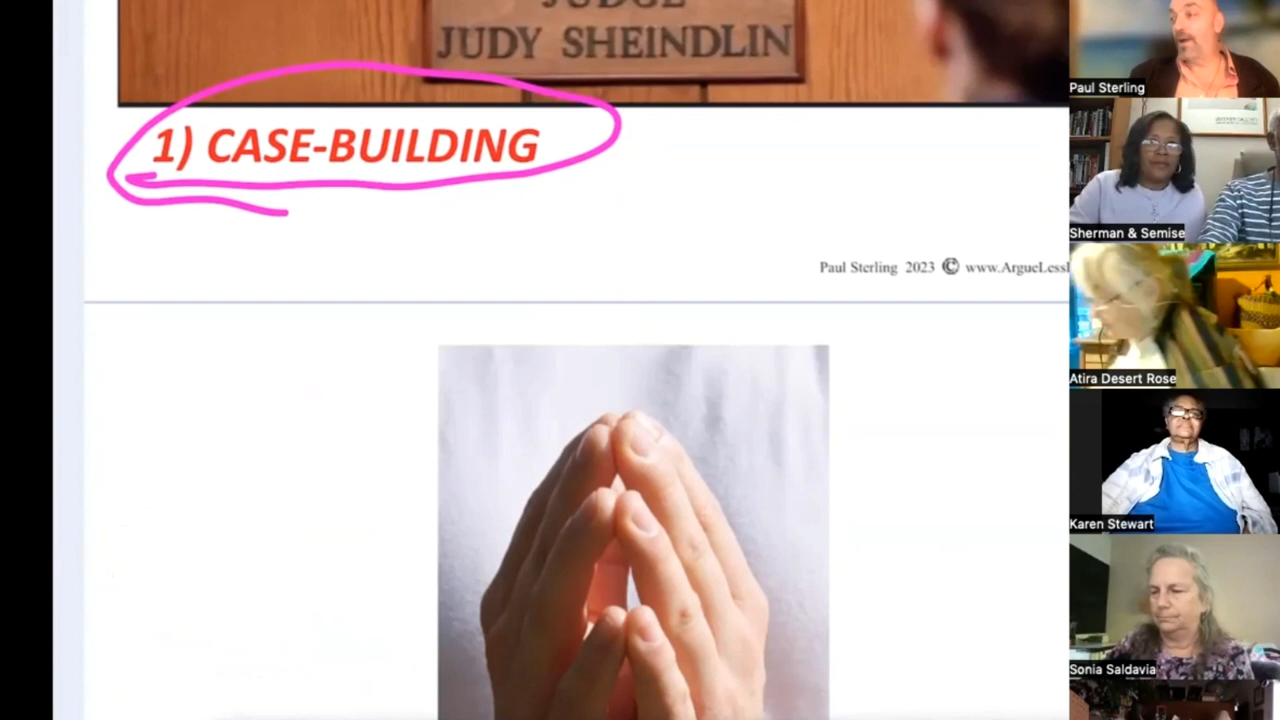 JUDGE
JUDY SHEINDLIN
1) CASE-BUILDING
Paul Sterling 2023 © www.ArgueLess
Paul Sterling
Sherman & Semise
Atira Desert Rose
Karen Stewart
Sonia Saldavia